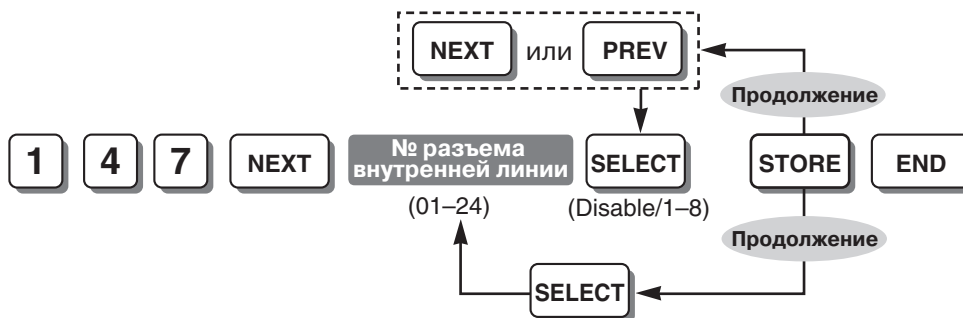 NEXT или PREV
Продолжение
1 4 7 NEXT № разъема внутренней линии SELECT STORE END
(01–24) (Disable/1–8)
Продолжение
SELECT